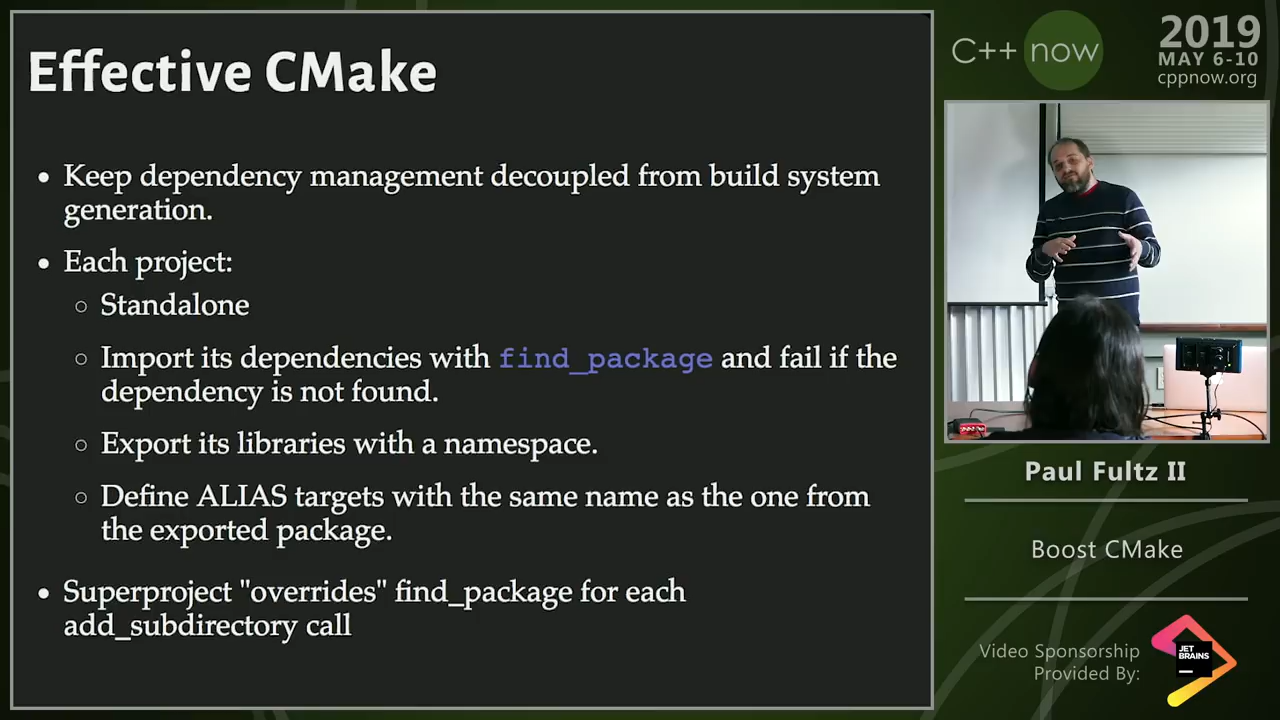 Effective CMake
• Keep dependency management decoupled from build system
generation.
• Each project:
○ Standalone
○ Import its dependencies with find_package and fail if the
dependency is not found.
○ Export its libraries with a namespace.
○ Define ALIAS targets with the same name as the one from
the exported package.
• Superproject "overrides" find_package for each
add_subdirectory call
C++ now
2019
MAY 6-10
cppnow.org
Paul Fultz II
Boost CMake
Video Sponsorship
Provided By:
JET
BRAINS